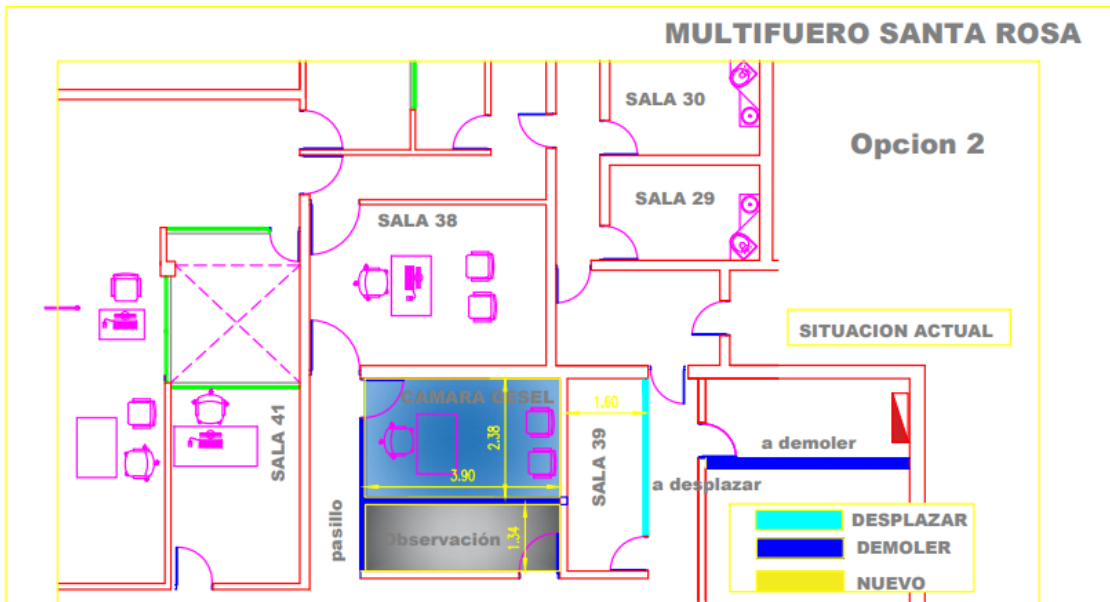 MULTIFUERO SANTA ROSA
SALA 30
Opcion 2
SALA 29
SALA 38
SITUACION ACTUAL
CAMARA GESEL
1.60
2.38
3.90
SALA 41
SALA 39
a demoler
a desplazar
pasillo
Observación
1.34
DESPLAZAR
DEMOLER
NUEVO